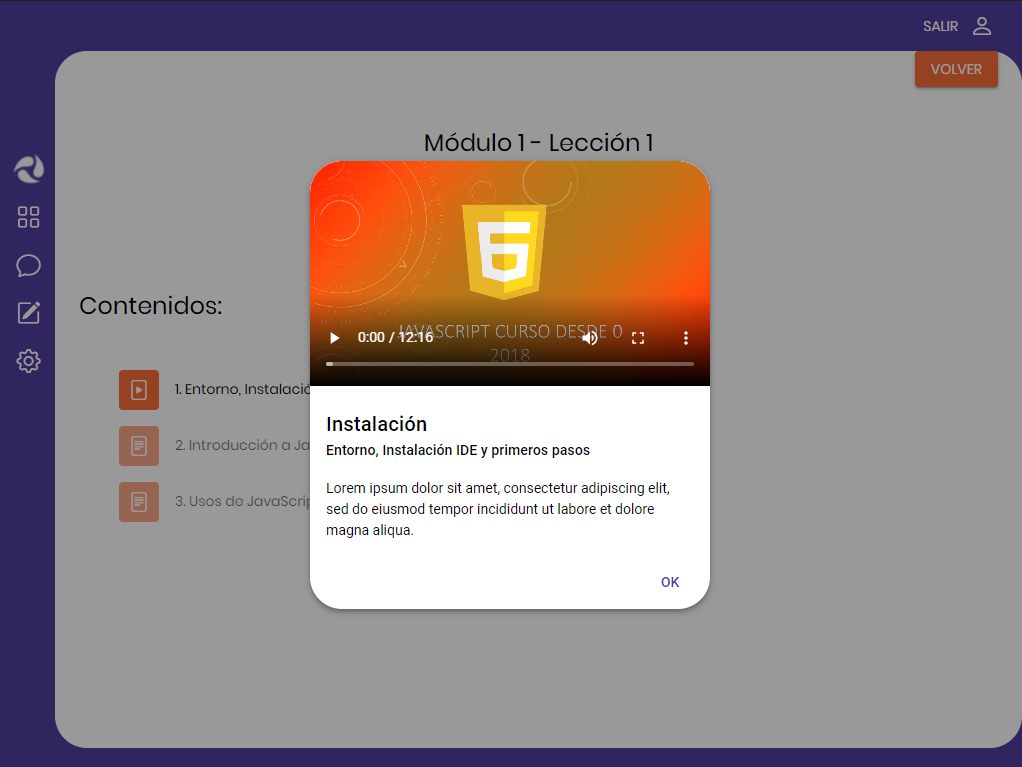 SALIR
VOLVER
Módulo 1 - Lección 1
JAVASCRIPT CURSO DESDE 0
2018
0:00 / 12:16
Contenidos:
1. Entorno, Instalació
2. Introducción a Ja
3. Usos de JavaScrip
Instalación
Entorno, Instalación IDE y primeros pasos
Lorem ipsum dolor sit amet, consectetur adipiscing elit,
sed do eiusmod tempor incididunt ut labore et dolore
magna aliqua.
OK